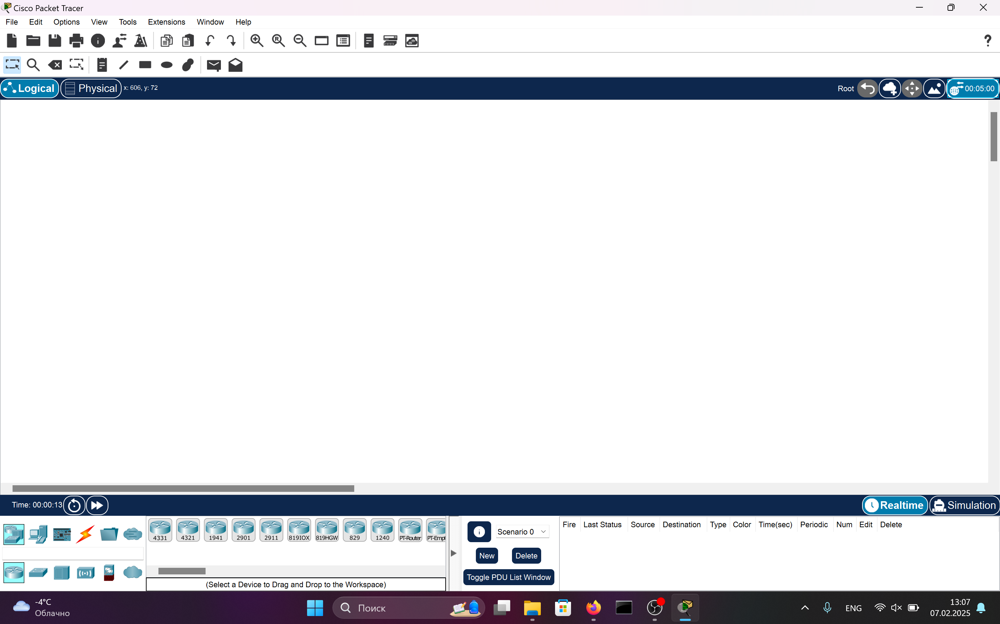 Cisco Packet Tracer
File Edit Options View Tools Extensions Window Help
Logical Physical x: 606, y: 72 Root 00:05:00
Time: 00:00:13 Realtime Simulation
4331 4321 1941 2901 2911 819IOX 819HGW 829 1240 PT-Router PT-Empt
Scenario 0
Fire Last Status Source Destination Type Color Time(sec) Periodic Num Edit Delete
New Delete
Toggle PDU List Window
(Select a Device to Drag and Drop to the Workspace)
-4°C
Облачно
Поиск
ENG
13:07
07.02.2025